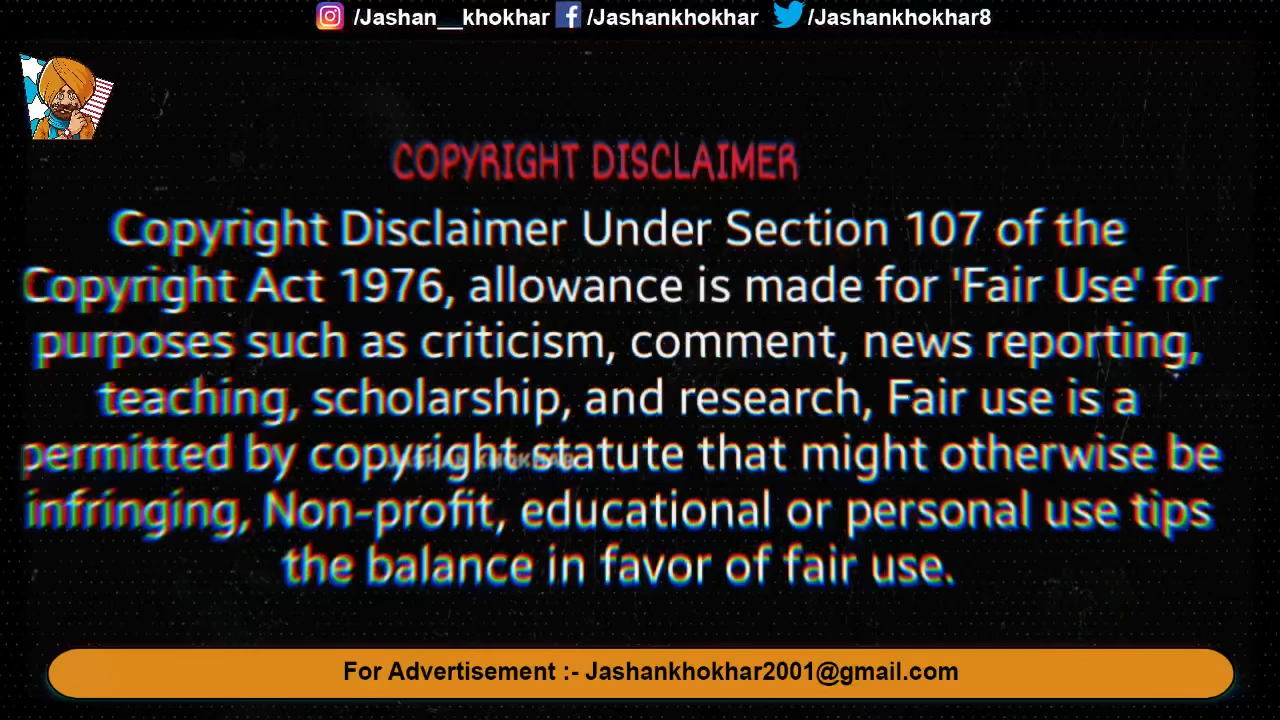 /Jashan__khokhar /Jashankhokhar /Jashankhokhar8
COPYRIGHT DISCLAIMER
Copyright Disclaimer Under Section 107 of the
Copyright Act 1976, allowance is made for 'Fair Use' for
purposes such as criticism, comment, news reporting,
teaching, scholarship, and research, Fair use is a
permitted by copyright statute that might otherwise be
JASHAN KHOKHAR
infringing, Non-profit, educational or personal use tips
the balance in favor of fair use.
For Advertisement :- Jashankhokhar2001@gmail.com